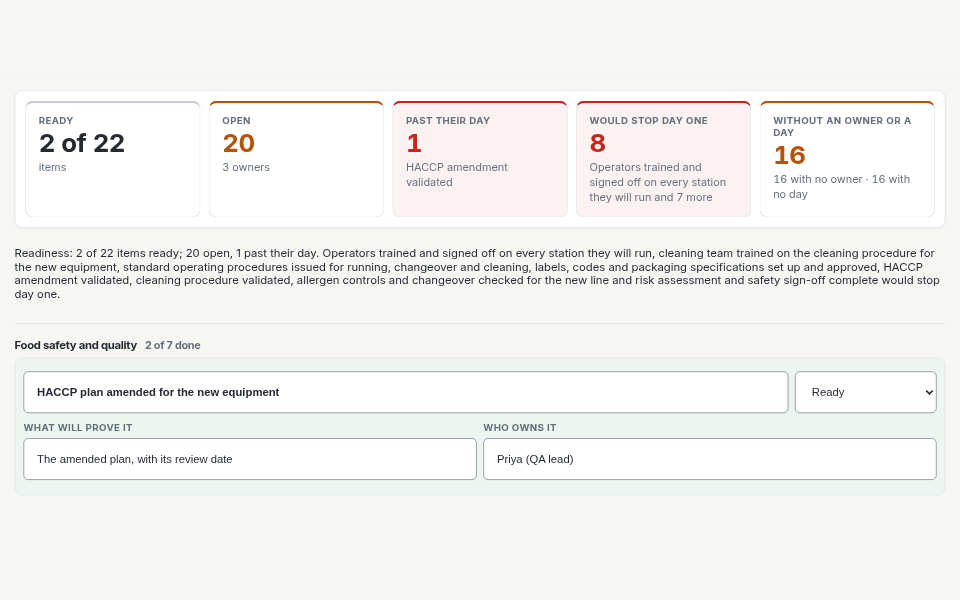 READY
2 of 22
items
OPEN
20
3 owners
PAST THEIR DAY
1
HACCP amendment
validated
WOULD STOP DAY ONE
8
Operators trained and
signed off on every station
they will run and 7 more
WITHOUT AN OWNER OR A
DAY
16
16 with no owner · 16 with
no day
Readiness: 2 of 22 items ready; 20 open, 1 past their day. Operators trained and signed off on every station they will run, cleaning team trained on the cleaning procedure for
the new equipment, standard operating procedures issued for running, changeover and cleaning, labels, codes and packaging specifications set up and approved, HACCP
amendment validated, cleaning procedure validated, allergen controls and changeover checked for the new line and risk assessment and safety sign-off complete would stop
day one.
Food safety and quality 2 of 7 done
HACCP plan amended for the new equipment
Ready
WHAT WILL PROVE IT
WHO OWNS IT
The amended plan, with its review date
Priya (QA lead)